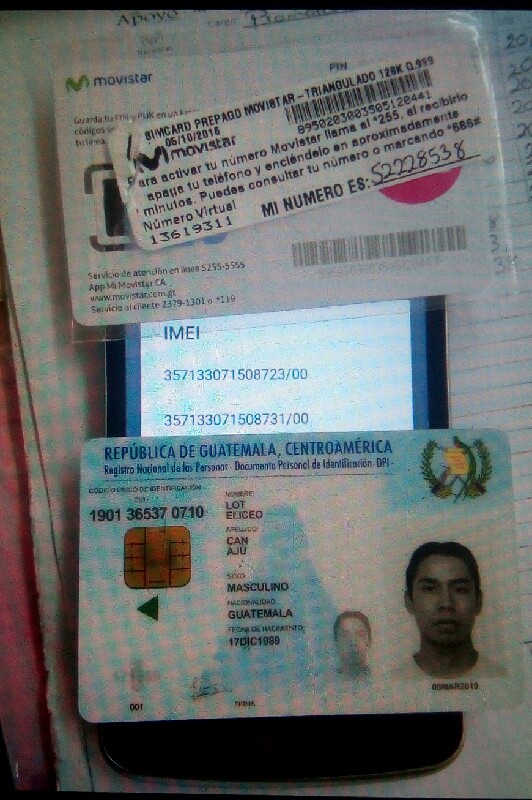 Apoyo
movistar
PIN
Guarda tu PIN y PUK en un
códigos
tu línea
SIMCARD PREPAGO MOVISTAR - TRIANGULADO 128K 0.999
05/10/2016
8950203003505120441
movistar
Para activar tu número Movistar llama al *255, al recibirlo
apaga tu teléfono y enciéndelo en aproximadamente
minutos. Puedes consultar tu número o marcando *686#
Número Virtual
13619311
MI NUMERO ES: 52228538
Servicio de atención en línea 5255-5555
App Mi Movistar CA
www.movistar.com.gt
Servicio al cliente 2379-1301 o *119
IMEI
357133071508723/00
357133071508731/00
REPÚBLICA DE GUATEMALA, CENTROAMÉRICA
Registro Nacional de las Personas - Documento Personal de Identificación -DPI-
CÓDIGO ÚNICO DE IDENTIFICACIÓN
CUI
1901 36537 0710
NOMBRE:
LOT
ELICEO
APELLIDO:
CAN
AJÚ
SEXO
MASCULINO
NACIONALIDAD
GUATEMALA
FECHA DE NACIMIENTO:
17DIC1989
001
FIRMA